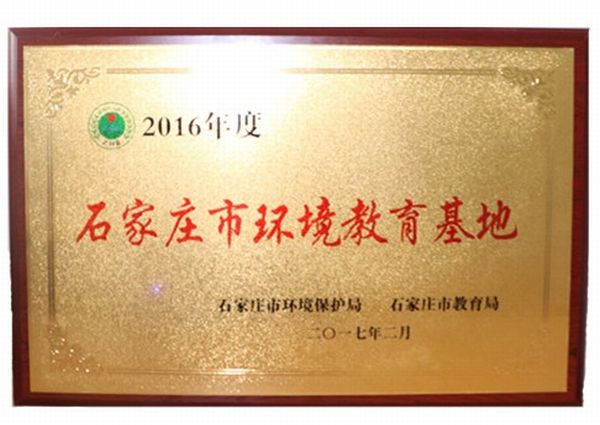 2016年度
石家庄市环境教育基地
石家庄市环境保护局 石家庄市教育局
二〇一七年二月